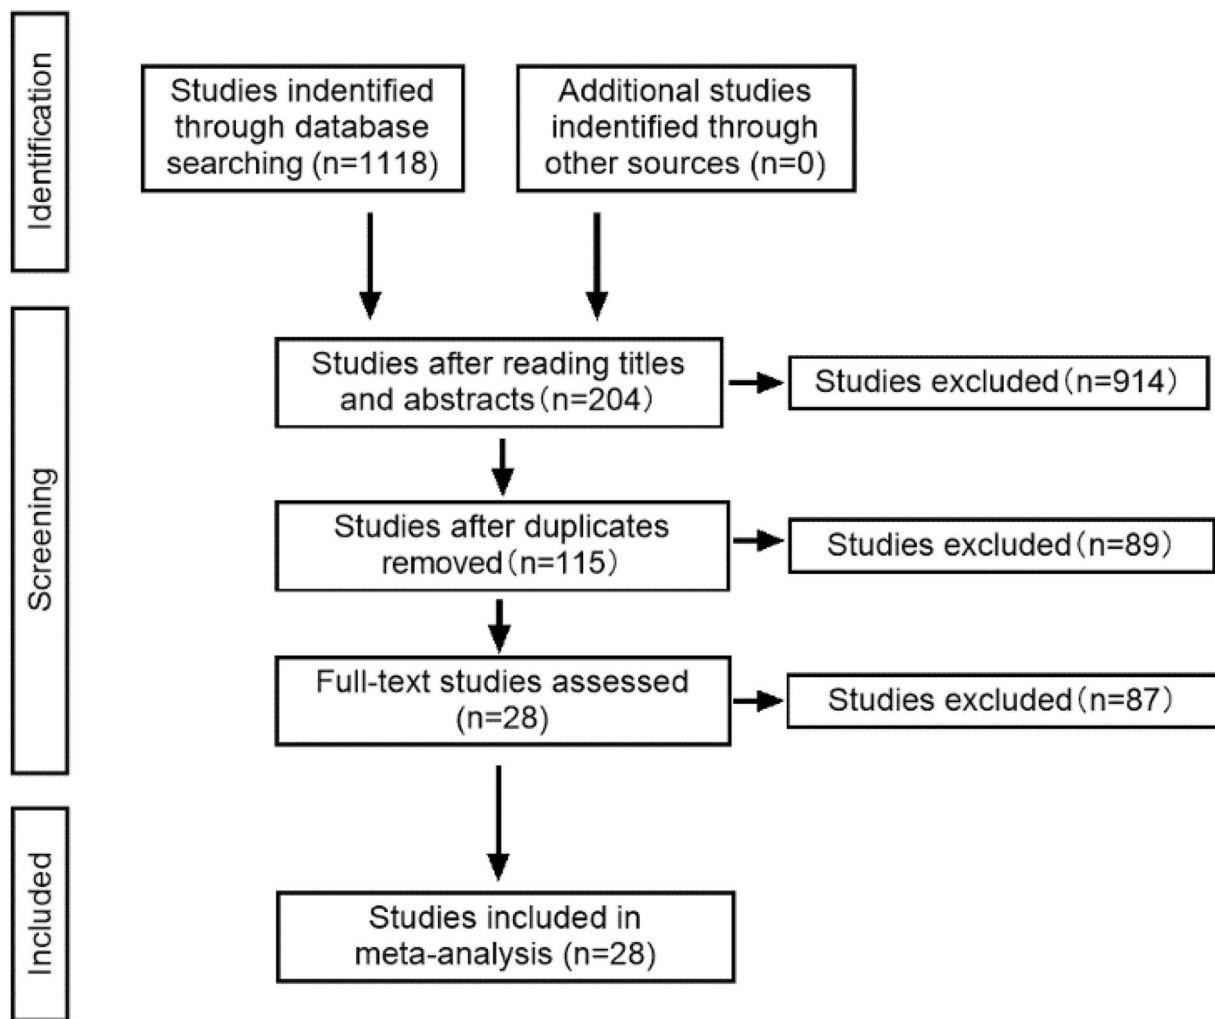 Identification
Studies indentified
through database
searching (n=1118)
Additional studies
indentified through
other sources (n=0)
Screening
Studies after reading titles
and abstracts（n=204）
Studies excluded（n=914）
Studies after duplicates
removed（n=115）
Studies excluded（n=89）
Full-text studies assessed
(n=28)
Studies excluded（n=87）
Included
Studies included in
meta-analysis (n=28)